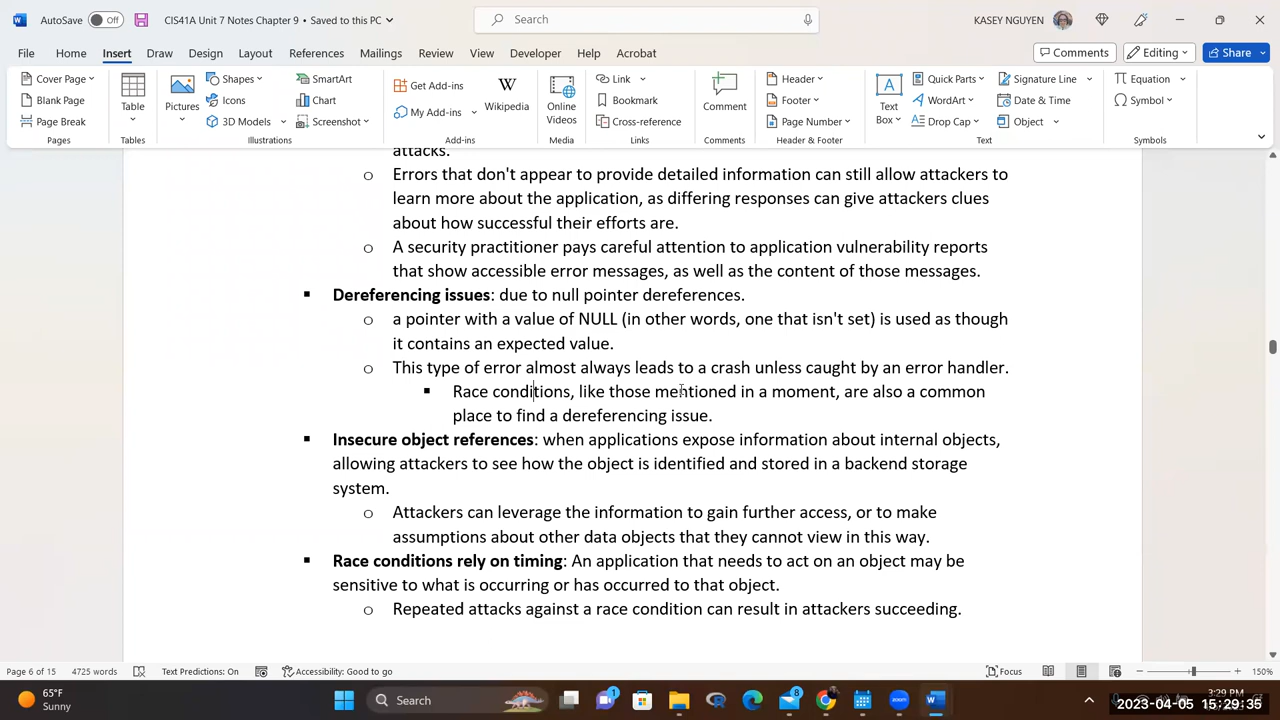 AutoSave Off CIS41A Unit 7 Notes Chapter 9 • Saved to this PC Search KASEY NGUYEN
File Home Insert Draw Design Layout References Mailings Review View Developer Help Acrobat Comments Editing Share
Cover Page
Blank Page
Page Break
Pages
Table
Tables
Pictures
Shapes
Icons
3D Models
SmartArt
Chart
Screenshot
Illustrations
Get Add-ins
My Add-ins
W
Wikipedia
Add-ins
Online
Videos
Media
Link
Bookmark
Cross-reference
Links
Comment
Comments
Header
Footer
Page Number
Header & Footer
Text
Box
Quick Parts
WordArt
Drop Cap
Signature Line
Date & Time
Object
Text
Equation
Symbol
Symbols
attacks.
o Errors that don't appear to provide detailed information can still allow attackers to
learn more about the application, as differing responses can give attackers clues
about how successful their efforts are.
o A security practitioner pays careful attention to application vulnerability reports
that show accessible error messages, as well as the content of those messages.
▪ Dereferencing issues: due to null pointer dereferences.
o a pointer with a value of NULL (in other words, one that isn't set) is used as though
it contains an expected value.
o This type of error almost always leads to a crash unless caught by an error handler.
▪ Race conditions, like those mentioned in a moment, are also a common
place to find a dereferencing issue.
▪ Insecure object references: when applications expose information about internal objects,
allowing attackers to see how the object is identified and stored in a backend storage
system.
o Attackers can leverage the information to gain further access, or to make
assumptions about other data objects that they cannot view in this way.
▪ Race conditions rely on timing: An application that needs to act on an object may be
sensitive to what is occurring or has occurred to that object.
o Repeated attacks against a race condition can result in attackers succeeding.
Page 6 of 15 4725 words Text Predictions: On Accessibility: Good to go Focus 150%
65°F
Sunny
Search
1
8
zoom
W
3:29 PM
2023-04-05 15:29:35